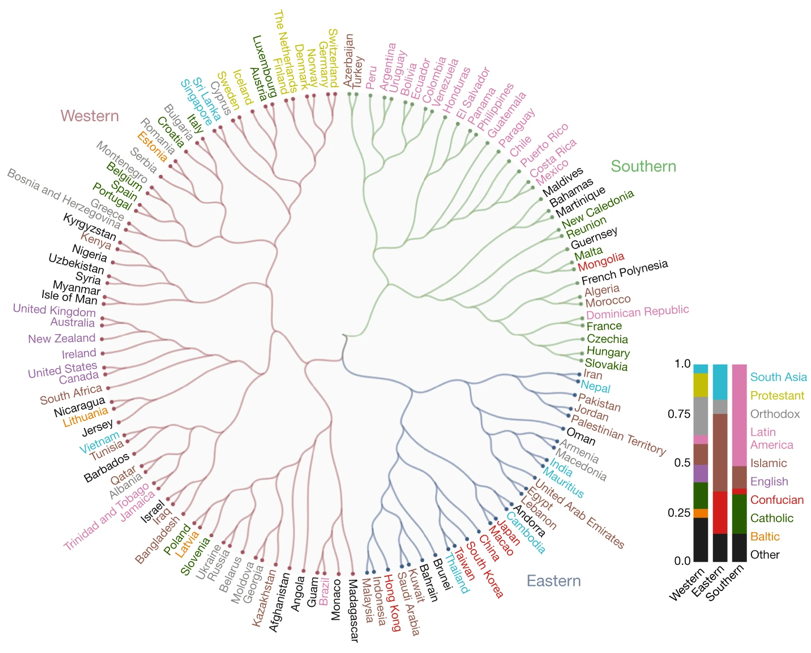 Western
Southern
Eastern
Azerbaijan
Turkey
Peru
Argentina
Uruguay
Bolivia
Ecuador
Colombia
Venezuela
Honduras
El Salvador
Panama
Philippines
Guatemala
Paraguay
Chile
Puerto Rico
Costa Rica
Mexico
Maldives
Bahamas
Martinique
New Caledonia
Reunion
Guernsey
Malta
Mongolia
French Polynesia
Algeria
Morocco
Dominican Republic
France
Czechia
Hungary
Slovakia
Iran
Nepal
Pakistan
Jordan
Palestinian Territory
Oman
Armenia
Macedonia
India
Mauritius
United Arab Emirates
Egypt
Lebanon
Andorra
Cambodia
Japan
Macao
China
South Korea
Taiwan
Thailand
Brunei
Bahrain
Kuwait
Saudi Arabia
Hong Kong
Indonesia
Malaysia
Madagascar
Monaco
Brazil
Guam
Angola
Afghanistan
Kazakhstan
Georgia
Moldova
Belarus
Russia
Ukraine
Slovenia
Latvia
Poland
Bangladesh
Iraq
Israel
Jamaica
Trinidad and Tobago
Albania
Qatar
Barbados
Tunisia
Vietnam
Jersey
Lithuania
Nicaragua
South Africa
Canada
United States
Ireland
New Zealand
Australia
United Kingdom
Isle of Man
Myanmar
Syria
Uzbekistan
Nigeria
Kenya
Kyrgyzstan
Bosnia and Herzegovina
Greece
Portugal
Spain
Belgium
Montenegro
Serbia
Estonia
Romania
Croatia
Bulgaria
Italy
Singapore
Sri Lanka
Cyprus
Sweden
Iceland
Austria
Luxembourg
Finland
The Netherlands
Denmark
Norway
Germany
Switzerland
1.0
0.75
0.5
0.25
0.0
Western
Eastern
Southern
South Asia
Protestant
Orthodox
Latin
America
Islamic
English
Confucian
Catholic
Baltic
Other